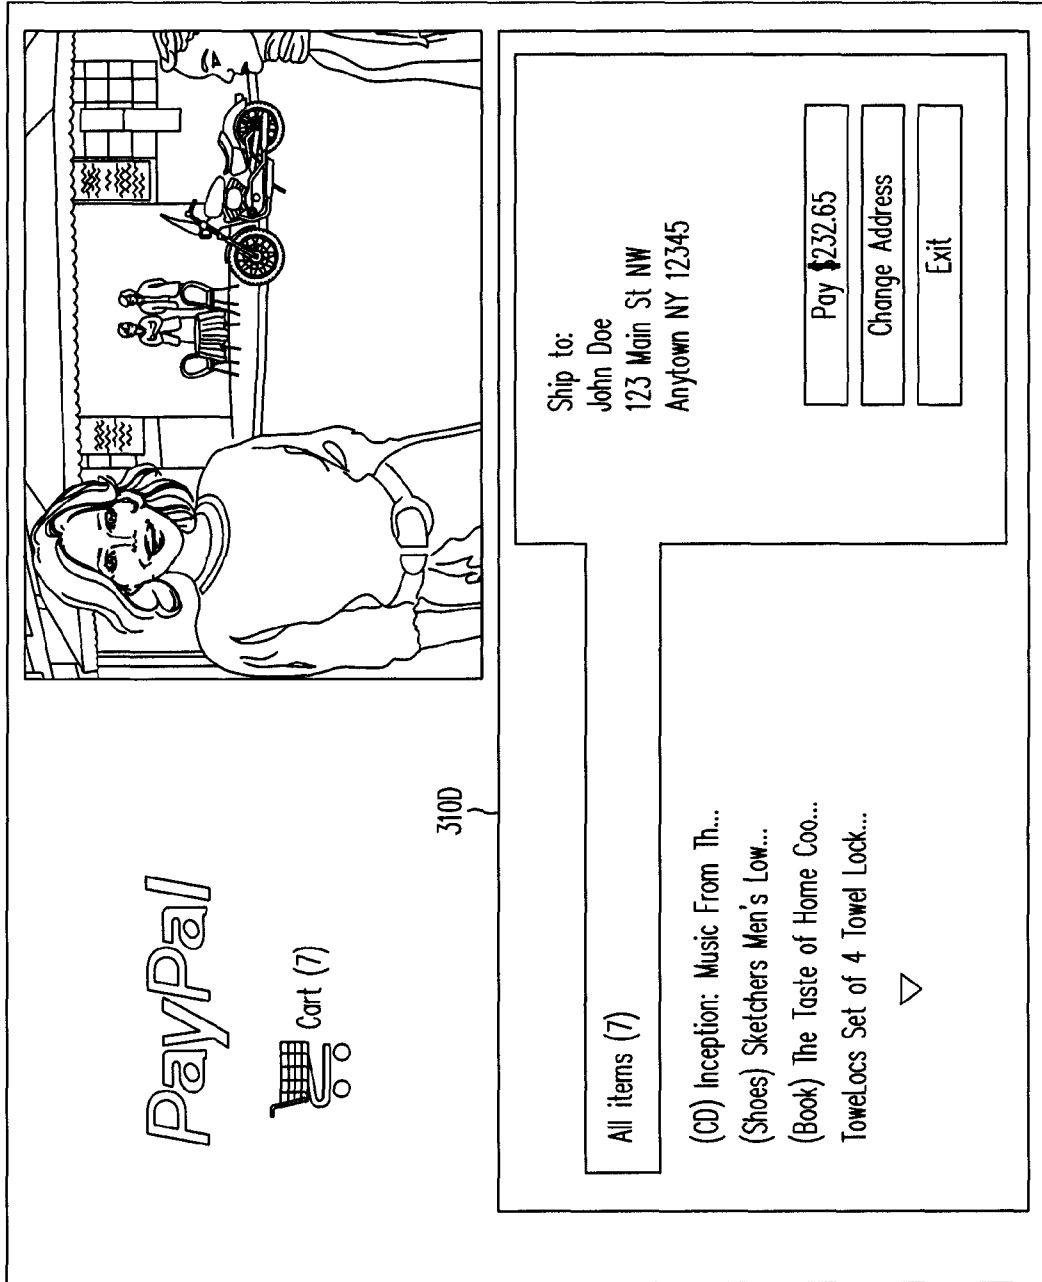 PayPal
Cart (7)
310D
All items (7)
(CD) Inception: Music From Th...
(Shoes) Sketchers Men's Low...
(Book) The Taste of Home Coo...
ToweLocs Set of 4 Towel Lock...
Ship to:
John Doe
123 Main St NW
Anytown NY 12345
Pay $232.65
Change Address
Exit